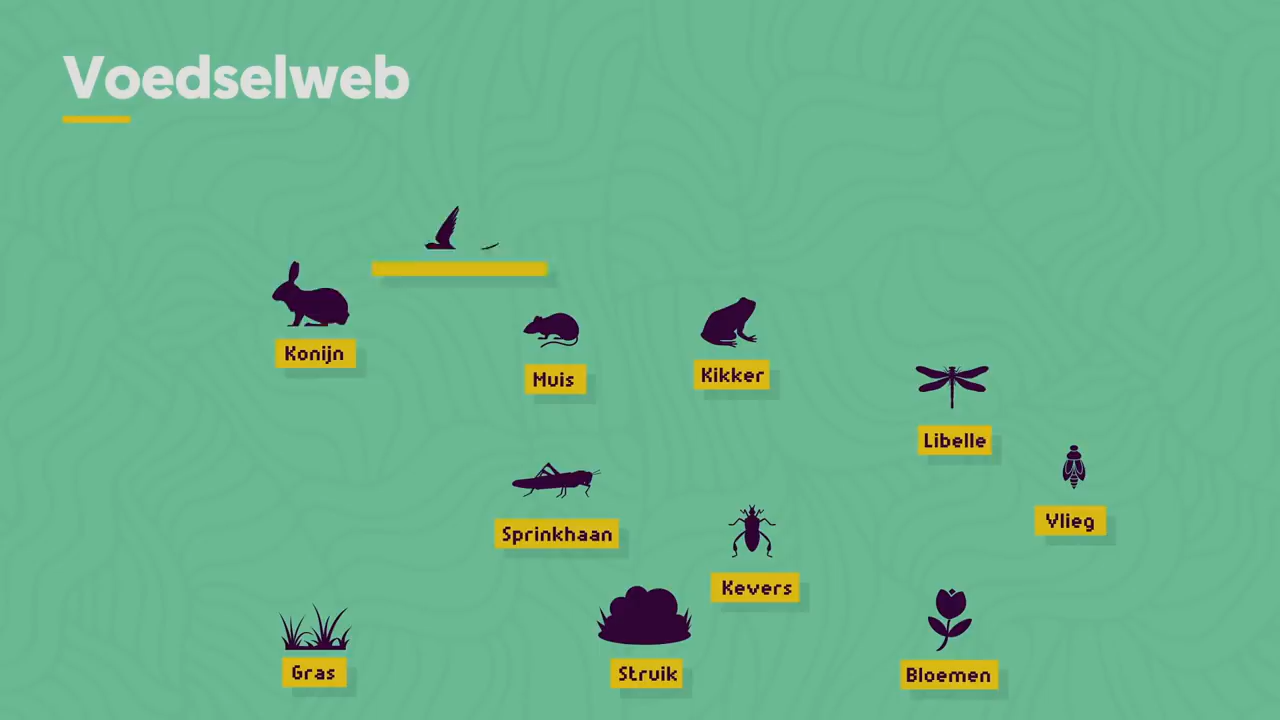 Voedselweb
Konijn
Muis
Kikker
Libelle
Vlieg
Sprinkhaan
Kevers
Gras
Struik
Bloemen